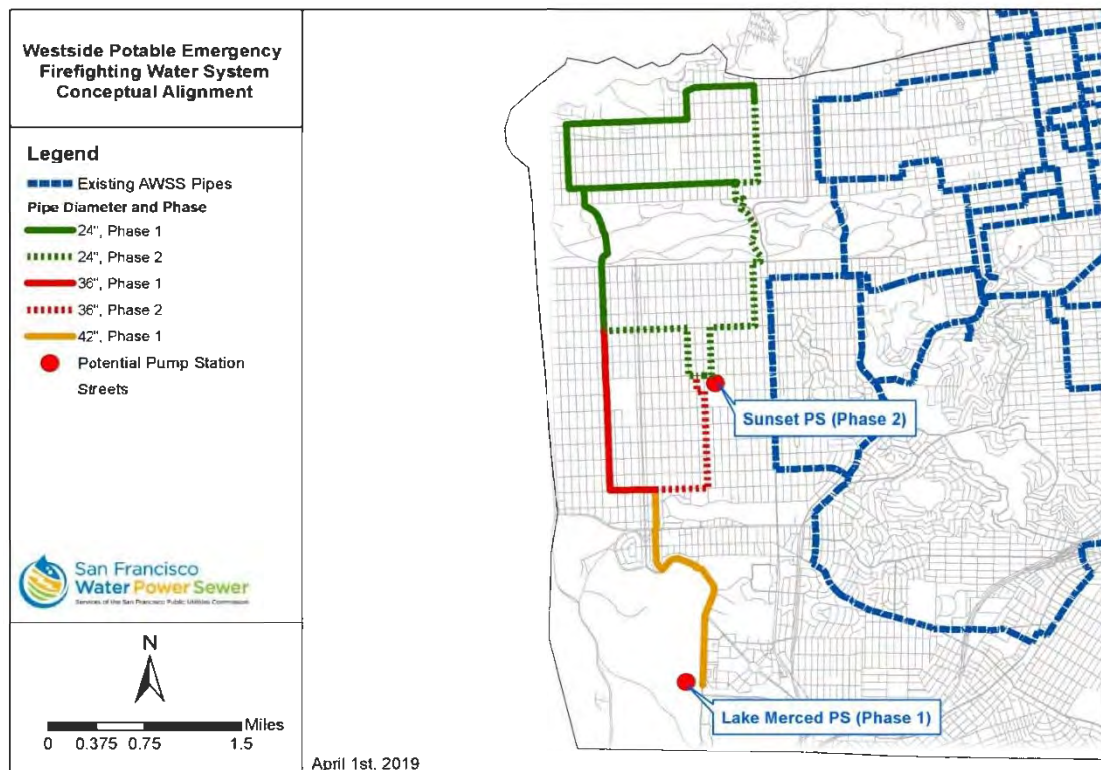 Westside Potable Emergency
Firefighting Water System
Conceptual Alignment
Legend
Existing AWSS Pipes
Pipe Diameter and Phase
24", Phase 1
24", Phase 2
36", Phase 1
36", Phase 2
42", Phase 1
Potential Pump Station
Streets
San Francisco
Water Power Sewer
Services of the San Francisco Public Utilities Commission
N
Miles
0 0.375 0.75 1.5
April 1st, 2019
Sunset PS (Phase 2)
Lake Merced PS (Phase 1)